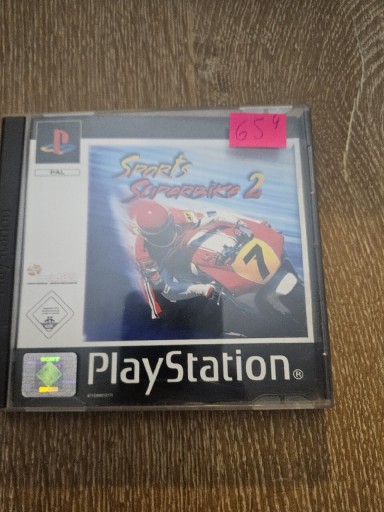 PAL
Sports
Superbike 2
654
7
PlayStation®